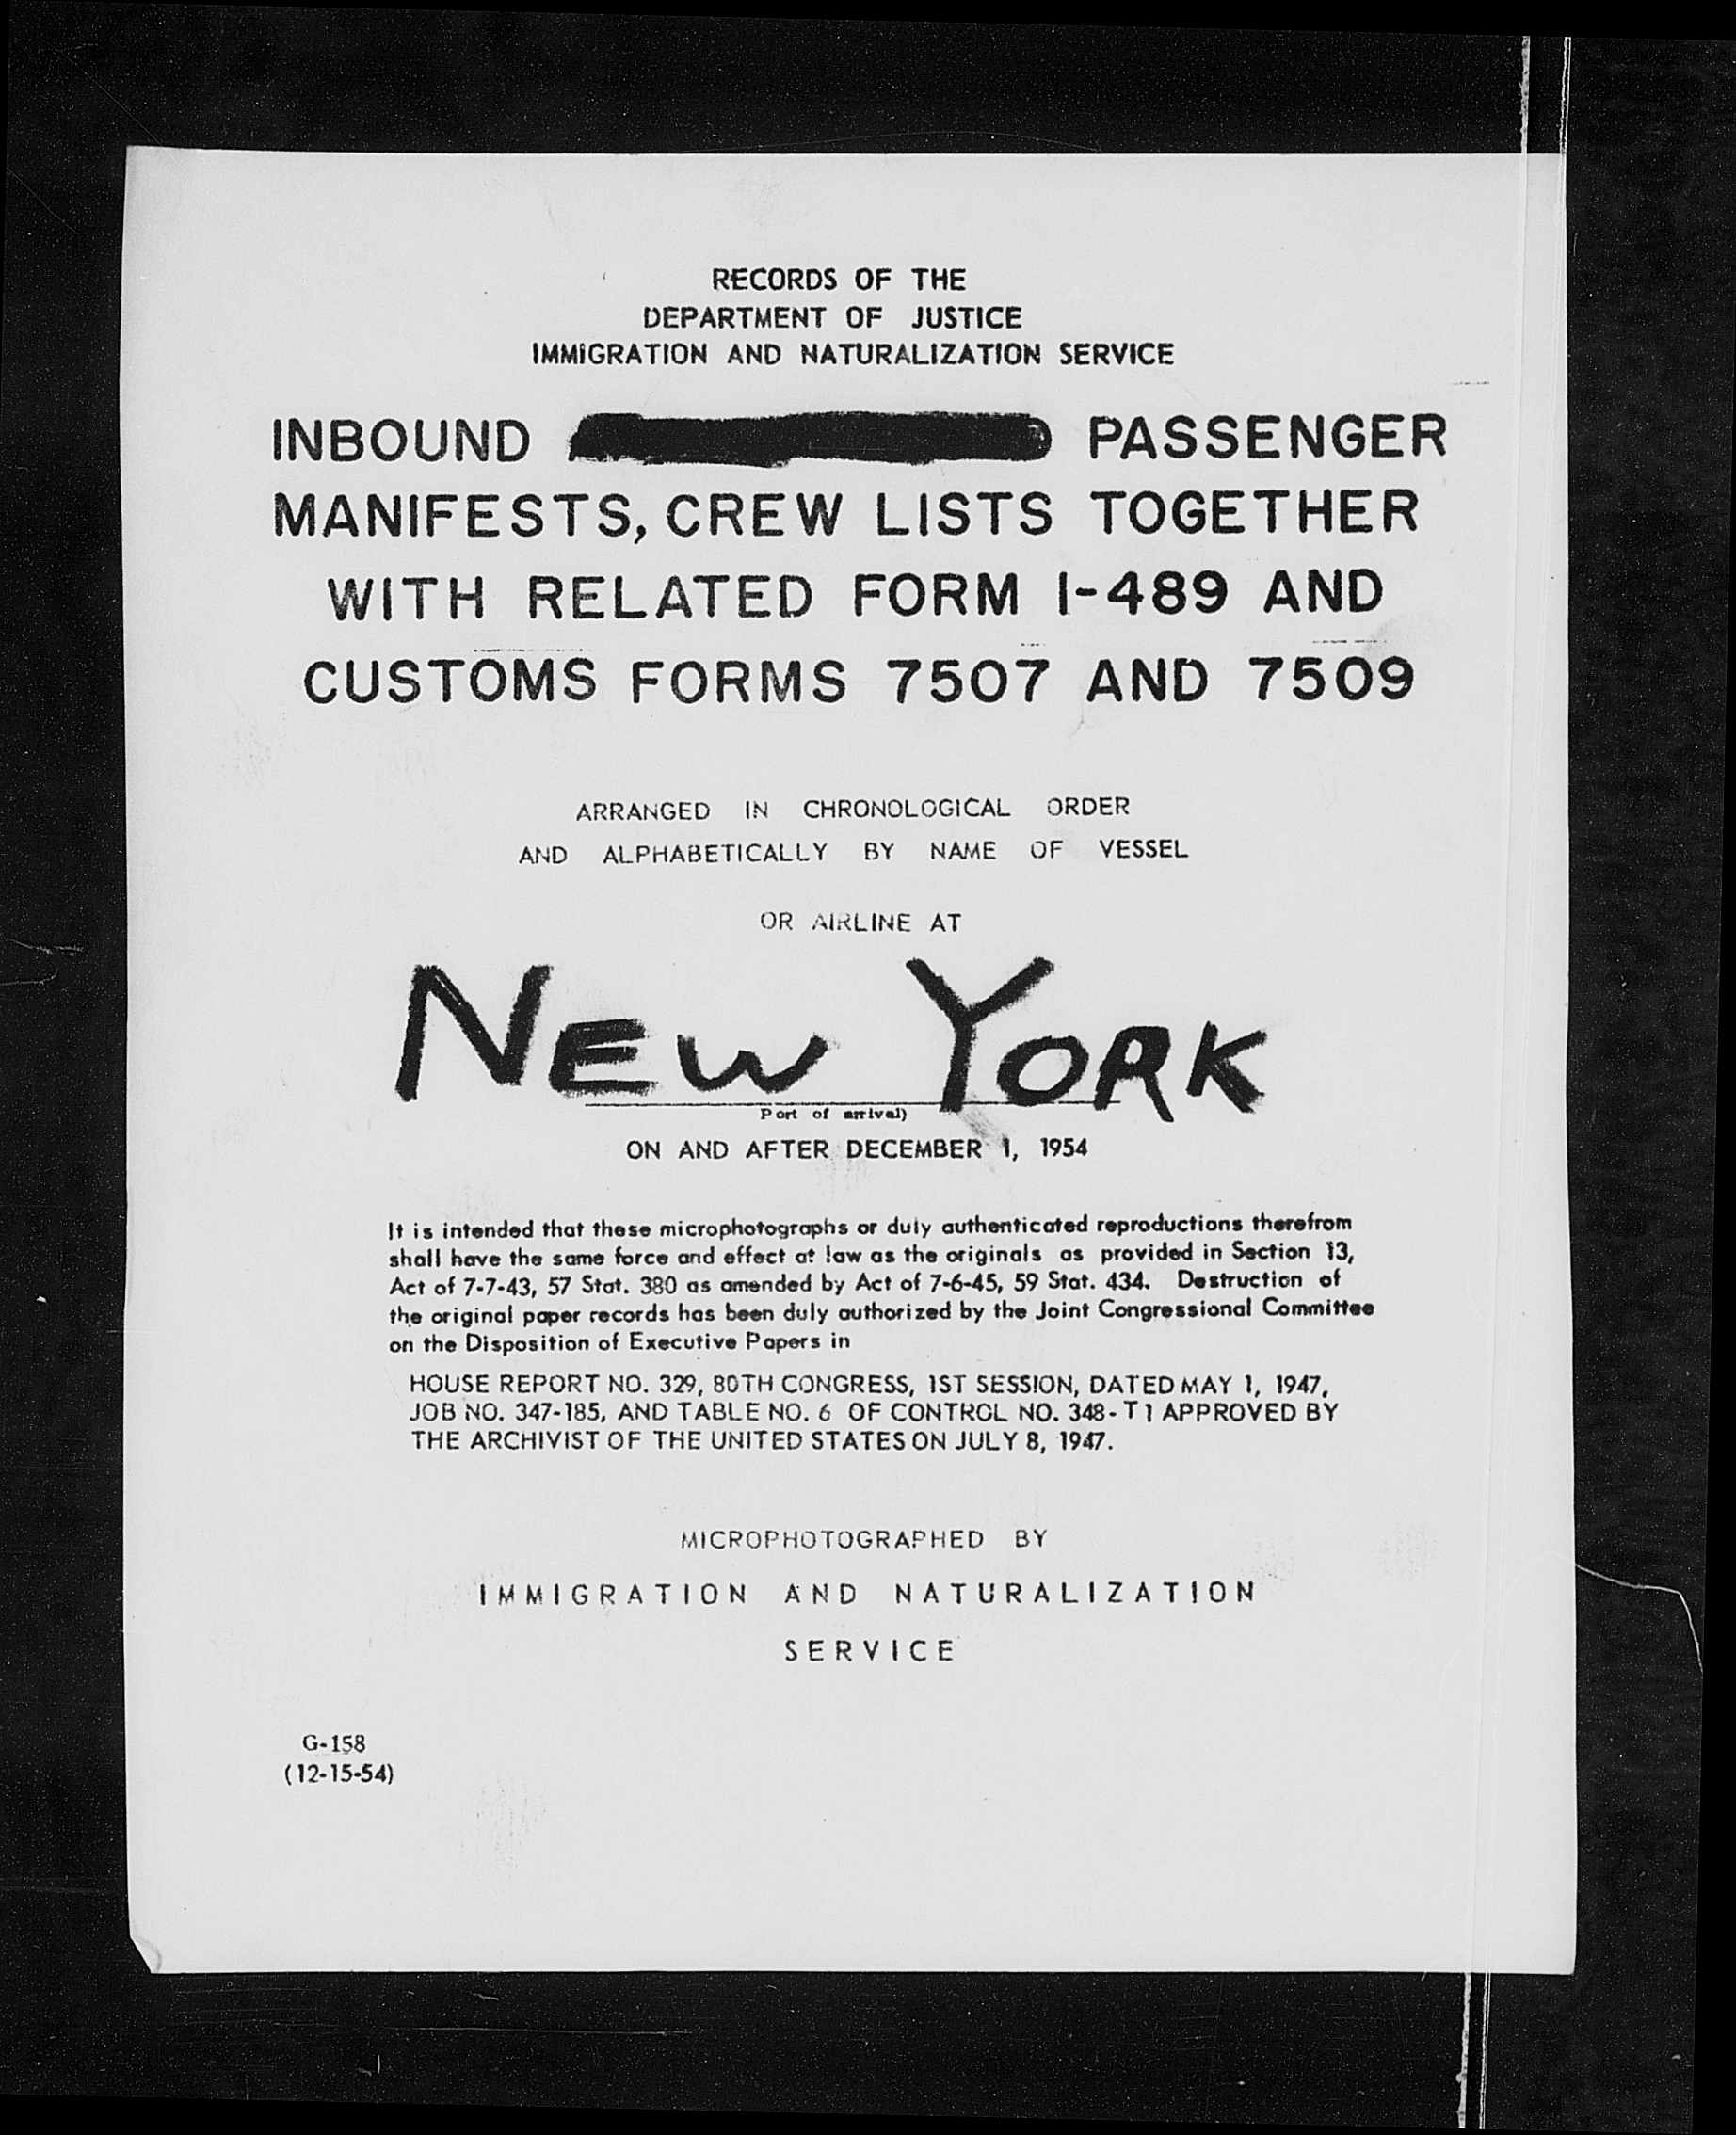 RECORDS OF THE
DEPARTMENT OF JUSTICE
IMMIGRATION AND NATURALIZATION SERVICE
INBOUND PASSENGER
MANIFESTS, CREW LISTS TOGETHER
WITH RELATED FORM I-489 AND
CUSTOMS FORMS 7507 AND 7509
ARRANGED IN CHRONOLOGICAL ORDER
AND ALPHABETICALLY BY NAME OF VESSEL
OR AIRLINE AT
NEW YORK
Port of arrival)
ON AND AFTER DECEMBER 1, 1954
It is intended that these microphotographs or duly authenticated reproductions therefrom
shall have the same force and effect at law as the originals as provided in Section 13,
Act of 7-7-43, 57 Stat. 380 as amended by Act of 7-6-45, 59 Stat. 434. Destruction of
the original paper records has been duly authorized by the Joint Congressional Committee
on the Disposition of Executive Papers in
HOUSE REPORT NO. 329, 80TH CONGRESS, 1ST SESSION, DATED MAY 1, 1947,
JOB NO. 347-185, AND TABLE NO. 6 OF CONTROL NO. 348-T1 APPROVED BY
THE ARCHIVIST OF THE UNITED STATES ON JULY 8, 1947.
MICROPHOTOGRAPHED BY
IMMIGRATION AND NATURALIZATION
SERVICE
G-158
(12-15-54)